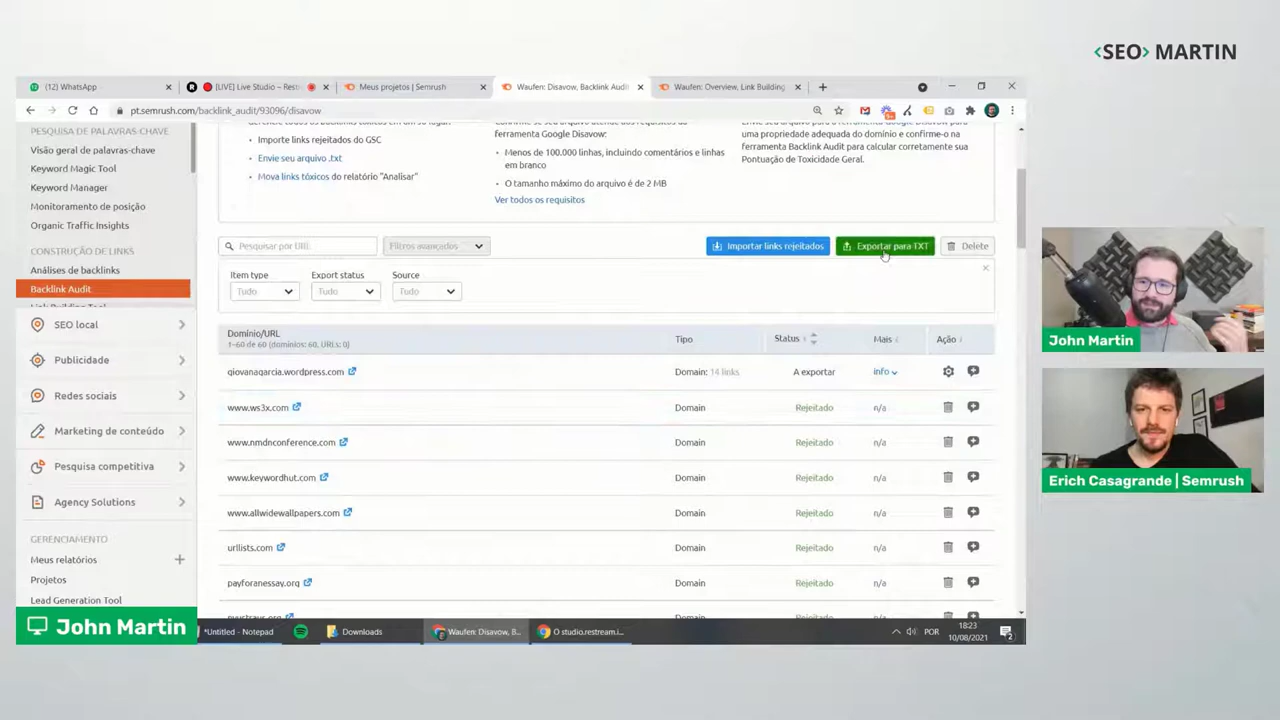 <SEO> MARTIN
(12) WhatsApp
[LIVE] Live Studio – Rest
Meus projetos | Semrush
Waufen: Disavow, Backlink Audit
Waufen: Overview, Link Building
pt.semrush.com/backlink_audit/93096/disavow
PESQUISA DE PALAVRAS-CHAVE
Visão geral de palavras-chave
Keyword Magic Tool
Keyword Manager
Monitoramento de posição
Organic Traffic Insights
CONSTRUÇÃO DE LINKS
Análises de backlinks
Backlink Audit
Link Building Tool
SEO local
Publicidade
Redes sociais
Marketing de conteúdo
Pesquisa competitiva
Agency Solutions
GERENCIAMENTO
Meus relatórios
Projetos
Lead Generation Tool
Importe links rejeitados do GSC
Envie seu arquivo .txt
Mova links tóxicos do relatório "Analisar"
ferramenta Google Disavow:
Menos de 100.000 linhas, incluindo comentários e linhas
em branco
O tamanho máximo do arquivo é de 2 MB
Ver todos os requisitos
uma propriedade adequada do domínio e confirme-o na
ferramenta Backlink Audit para calcular corretamente sua
Pontuação de Toxicidade Geral.
Pesquisar por URL
Filtros avançados
Importar links rejeitados
Exportar para TXT
Delete
Item type
Export status
Source
Tudo
Tudo
Tudo
Domínio/URL
1–60 de 60 (domínios: 60, URLs: 0)
Tipo
Status
Mais
Ação
giovanagarcia.wordpress.com
Domain: 14 links
A exportar
info
www.ws3x.com
Domain
Rejeitado
n/a
www.nmdnconference.com
Domain
Rejeitado
n/a
www.keywordhut.com
Domain
Rejeitado
n/a
www.allwidewallpapers.com
Domain
Rejeitado
n/a
urllists.com
Domain
Rejeitado
n/a
payforanessay.org
Domain
Rejeitado
n/a
John Martin
Erich Casagrande | Semrush
John Martin
*Untitled - Notepad
Downloads
Waufen: Disavow, B...
O studio.restream.i...
POR
18:23
10/08/2021
2